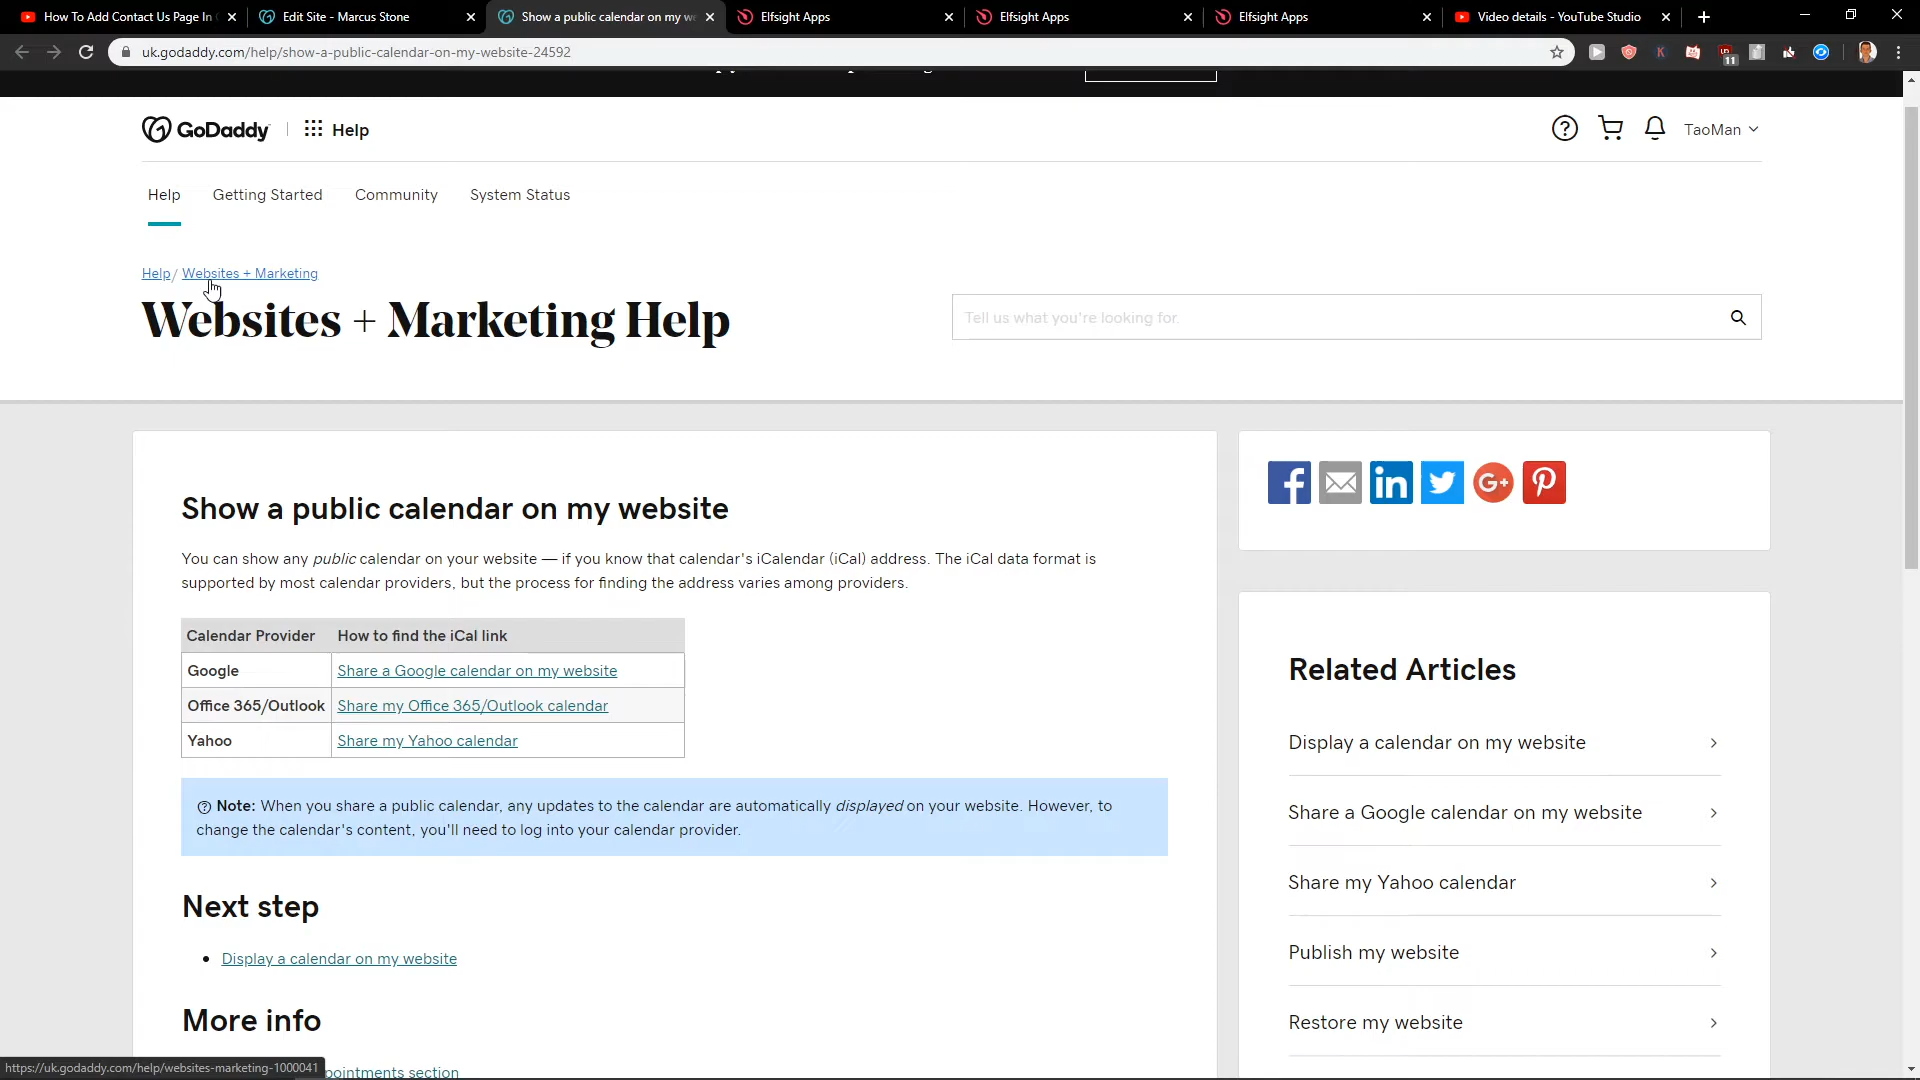 How To Add Contact Us Page In
Edit Site - Marcus Stone
Show a public calendar on my we
Elfsight Apps
Elfsight Apps
Elfsight Apps
Video details - YouTube Studio
uk.godaddy.com/help/show-a-public-calendar-on-my-website-24592
11
GoDaddy
Help
TaoMan
Help
Getting Started
Community
System Status
Help/ Websites + Marketing
Websites + Marketing Help
Tell us what you're looking for.
Show a public calendar on my website
You can show any public calendar on your website — if you know that calendar's iCalendar (iCal) address. The iCal data format is
supported by most calendar providers, but the process for finding the address varies among providers.
Calendar Provider How to find the iCal link
Google Share a Google calendar on my website
Office 365/Outlook Share my Office 365/Outlook calendar
Yahoo Share my Yahoo calendar
Note: When you share a public calendar, any updates to the calendar are automatically displayed on your website. However, to
change the calendar's content, you'll need to log into your calendar provider.
Next step
Display a calendar on my website
More info
pointments section
Related Articles
Display a calendar on my website
Share a Google calendar on my website
Share my Yahoo calendar
Publish my website
Restore my website
https://uk.godaddy.com/help/websites-marketing-1000041